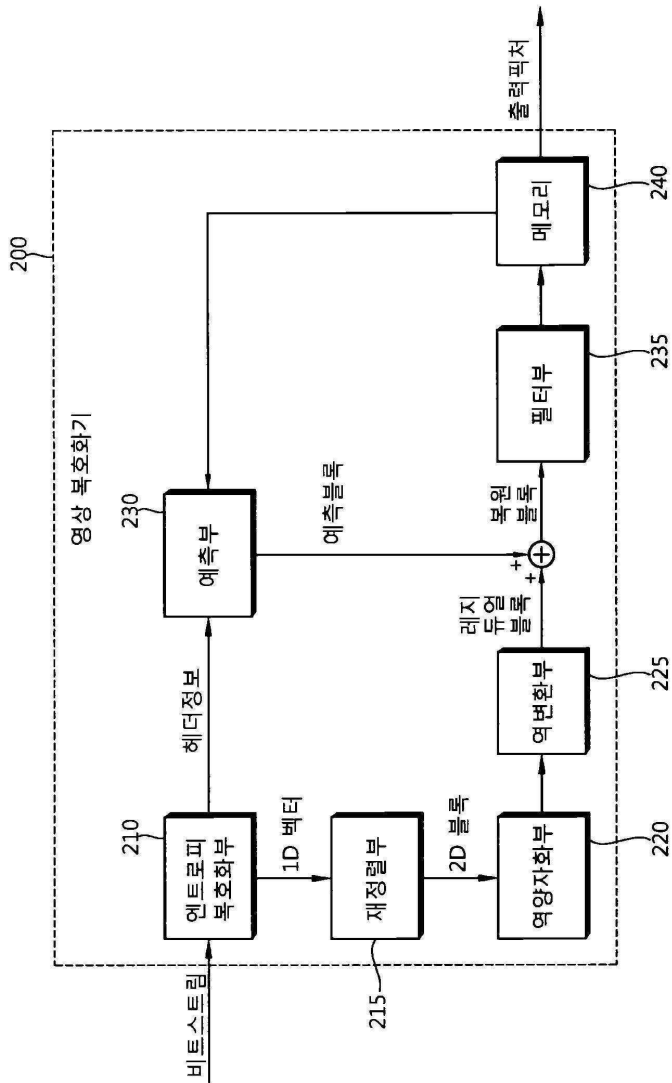 200
영상 복호화기
비트스트림
210
엔트로피
복호화부
헤더정보
230
예측부
1D 벡터
예측블록
215
재정렬부
2D 블록
220
역양자화부
225
역변환부
레지
듀얼
블록
+
+
복원
블록
235
필터부
240
메모리
출력픽처